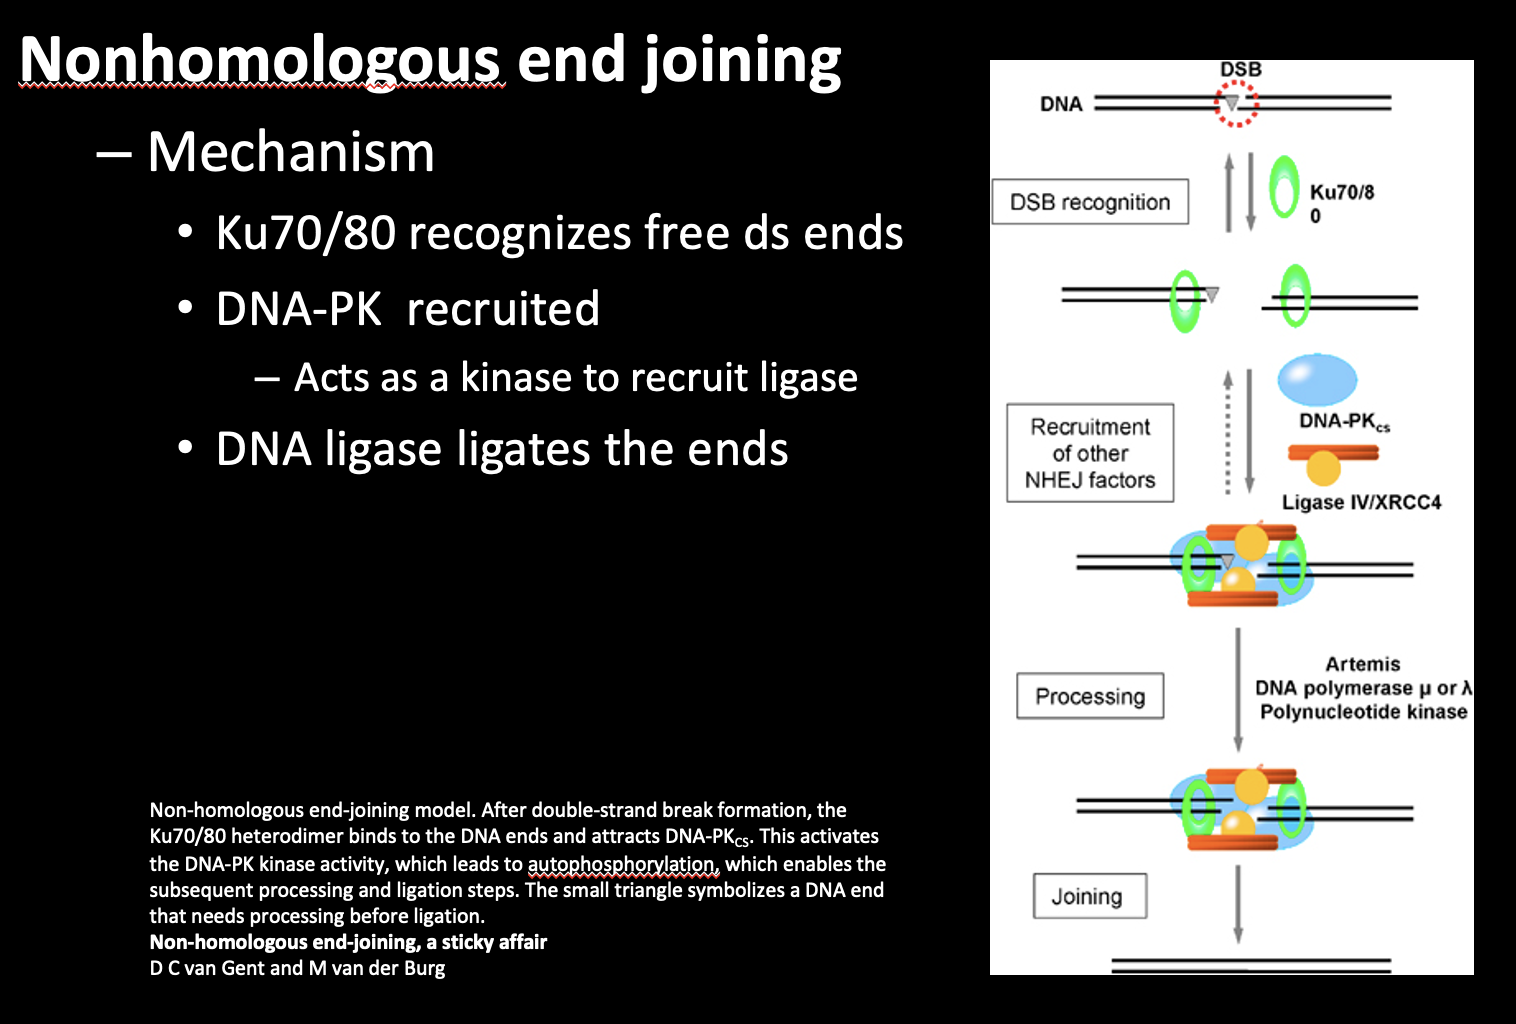 Nonhomologous end joining
– Mechanism
• Ku70/80 recognizes free ds ends
• DNA-PK  recruited
– Acts as a kinase to recruit ligase
• DNA ligase ligates the ends
Non-homologous end-joining model. After double-strand break formation, the
Ku70/80 heterodimer binds to the DNA ends and attracts DNA-PKCS. This activates
the DNA-PK kinase activity, which leads to autophosphorylation, which enables the
subsequent processing and ligation steps. The small triangle symbolizes a DNA end
that needs processing before ligation.
Non-homologous end-joining, a sticky affair
D C van Gent and M van der Burg
DSB
DNA
DSB recognition
Ku70/8
0
Recruitment
of other
NHEJ factors
DNA-PKcs
Ligase IV/XRCC4
Processing
Artemis
DNA polymerase μ or λ
Polynucleotide kinase
Joining